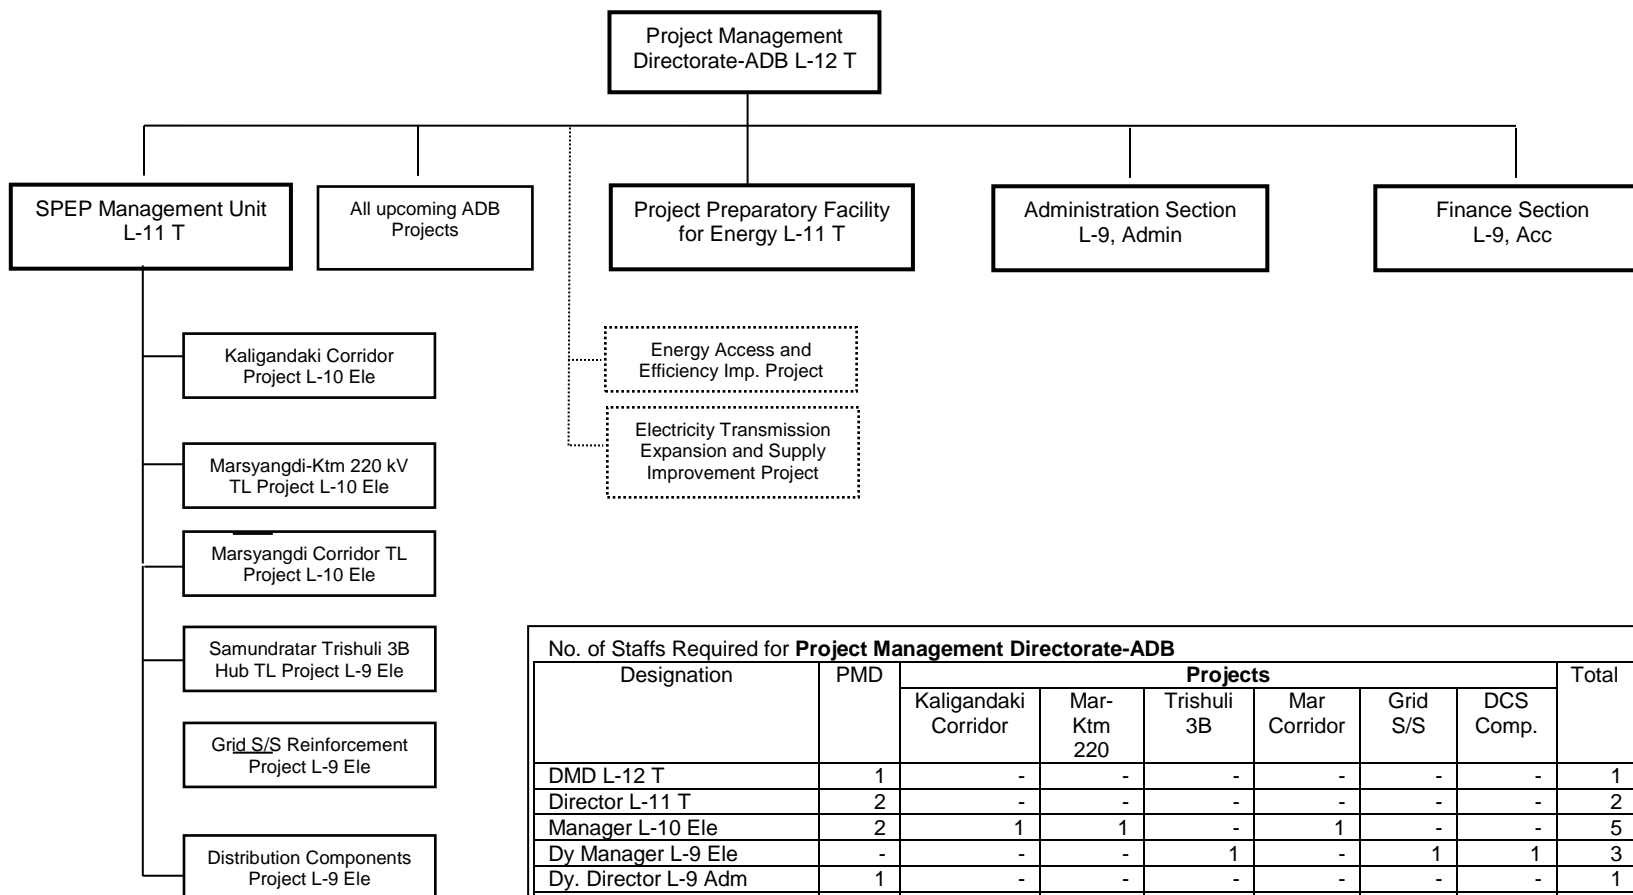 Project Management
Directorate-ADB L-12 T
SPEP Management Unit
L-11 T
All upcoming ADB
Projects
Project Preparatory Facility
for Energy L-11 T
Administration Section
L-9, Admin
Finance Section
L-9, Acc
Kaligandaki Corridor
Project L-10 Ele
Marsyangdi-Ktm 220 kV
TL Project L-10 Ele
Marsyangdi Corridor TL
Project L-10 Ele
Samundratar Trishuli 3B
Hub TL Project L-9 Ele
Grid S/S Reinforcement
Project L-9 Ele
Distribution Components
Project L-9 Ele
Energy Access and
Efficiency Imp. Project
Electricity Transmission
Expansion and Supply
Improvement Project
No. of Staffs Required for Project Management Directorate-ADB
Designation PMD Projects Total
Kaligandaki Corridor Mar-Ktm 220 Trishuli 3B Mar Corridor Grid S/S DCS Comp.
DMD L-12 T 1 - - - - - - 1
Director L-11 T 2 - - - - - - 2
Manager L-10 Ele 2 1 1 - 1 - - 5
Dy Manager L-9 Ele - - - 1 - 1 1 3
Dy. Director L-9 Adm 1 - - - - - - 1